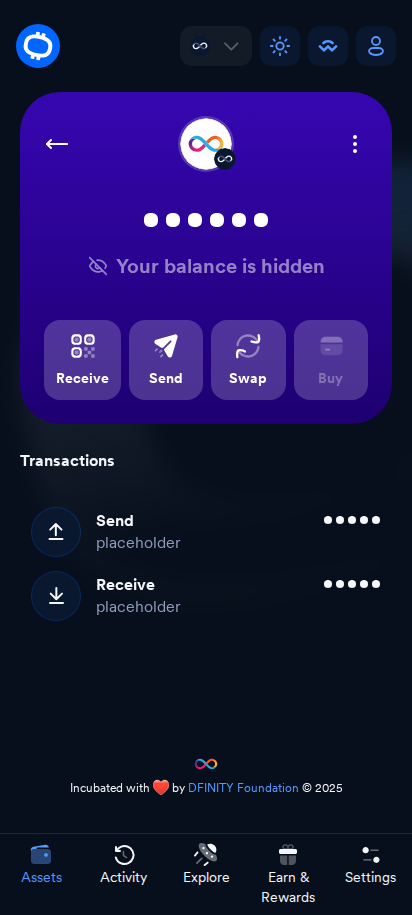 Your balance is hidden
Receive
Send
Swap
Buy
Transactions
Send
placeholder
Receive
placeholder
Incubated with ❤️ by DFINITY Foundation © 2025
Assets
Activity
Explore
Earn &
Rewards
Settings